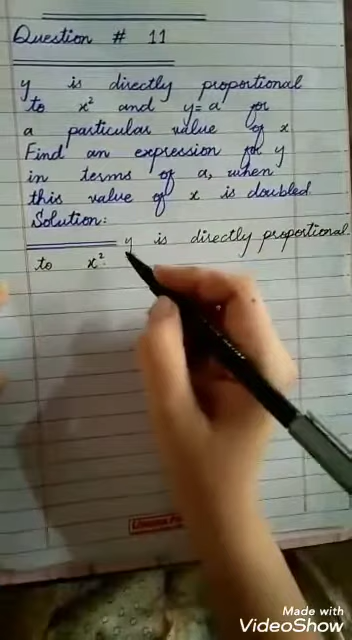 Question # 11
y is directly proportional
to x² and y = a for
a particular value of x
Find an expression for y
in terms of a, when
this value of x is doubled.
Solution:
y is directly proportional
to x².
Made with
VideoShow